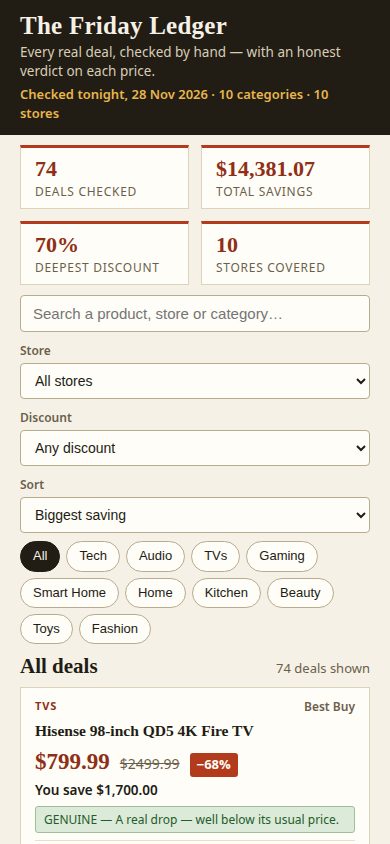 The Friday Ledger
Every real deal, checked by hand — with an honest
verdict on each price.
Checked tonight, 28 Nov 2026 · 10 categories · 10
stores
74
DEALS CHECKED
$14,381.07
TOTAL SAVINGS
70%
DEEPEST DISCOUNT
10
STORES COVERED
Search a product, store or category…
Store
All stores
Discount
Any discount
Sort
Biggest saving
All Tech Audio TVs Gaming
Smart Home Home Kitchen Beauty
Toys Fashion
All deals 74 deals shown
TVS Best Buy
Hisense 98-inch QD5 4K Fire TV
$799.99 $2499.99 −68%
You save $1,700.00
GENUINE — A real drop — well below its usual price.